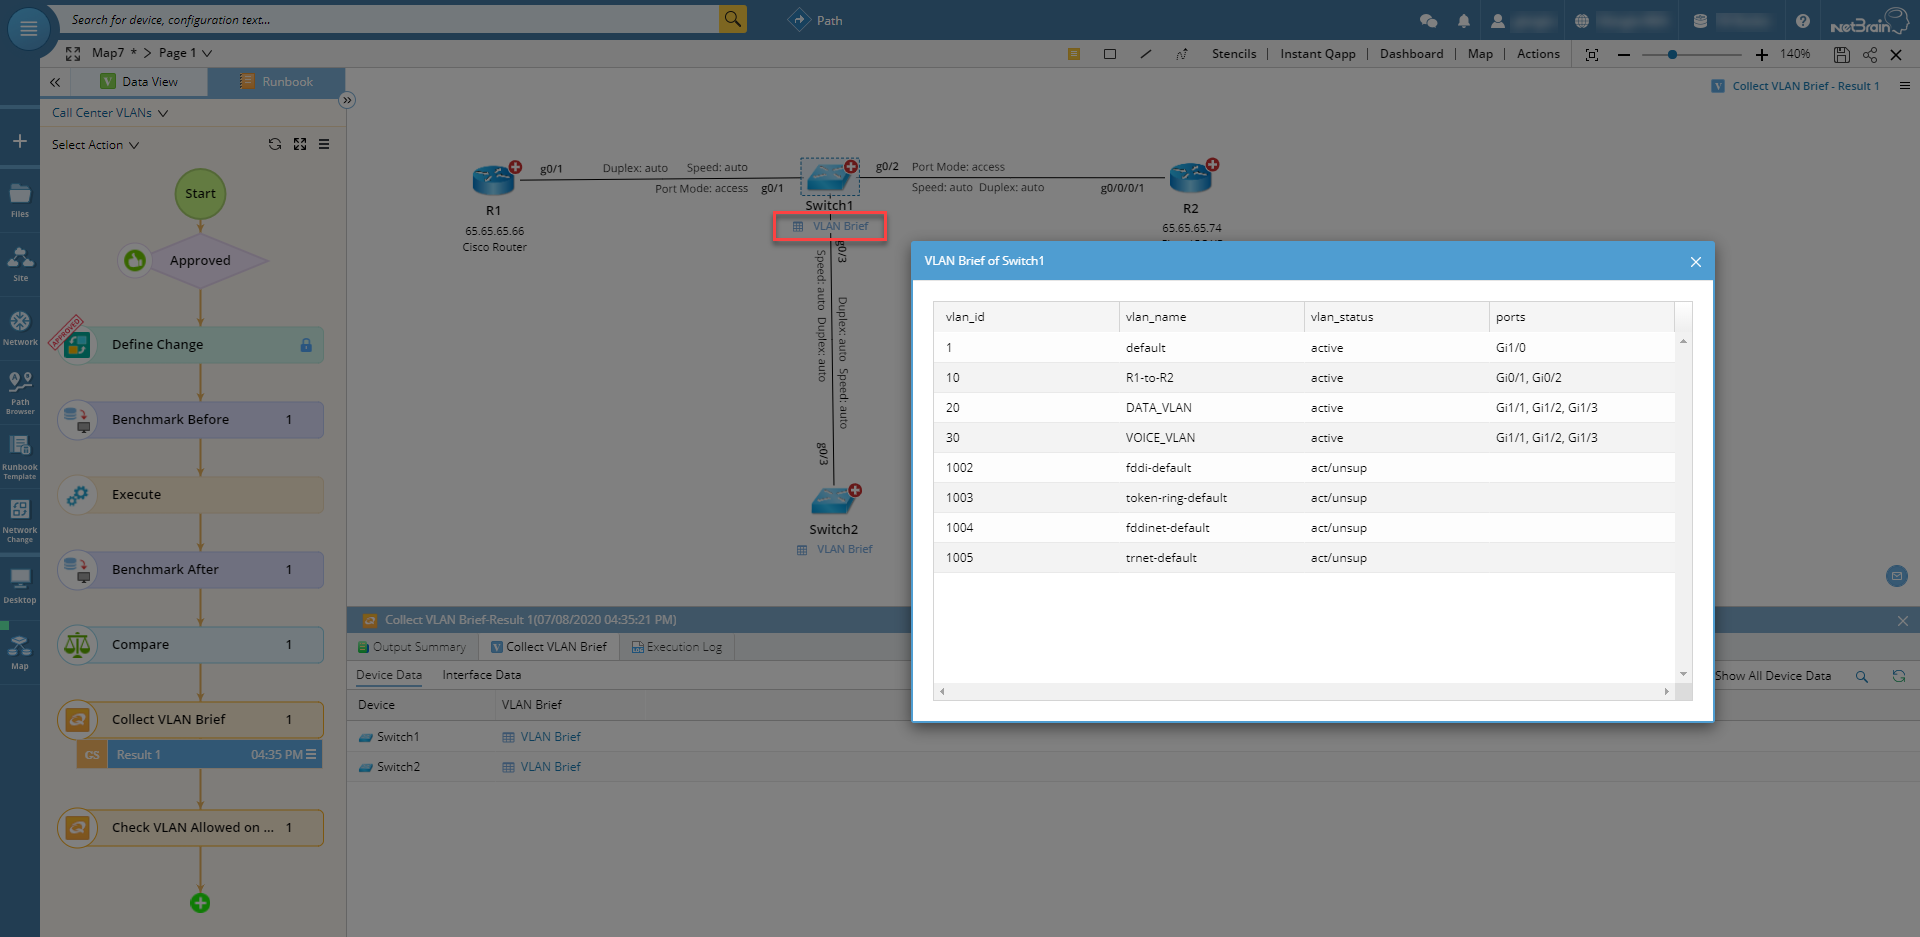 Search for device, configuration text...
Path
NetBrain
Map7 * > Page 1
Stencils | Instant Qapp | Dashboard | Map | Actions
140%
Data View
Runbook
Call Center VLANs
Collect VLAN Brief - Result 1
Select Action
Start
Approved
APPROVED
Define Change
Benchmark Before 1
Execute
Benchmark After 1
Compare 1
Collect VLAN Brief 1
GS Result 1 04:35 PM
Check VLAN Allowed on ... 1
Files
Site
Network
Path
Browser
Runbook
Template
Network
Change
Desktop
Map
g0/1
Duplex: auto Speed: auto
Port Mode: access g0/1
g0/2 Port Mode: access
Speed: auto Duplex: auto
g0/0/0/1
R1
65.65.65.66
Cisco Router
Switch1
VLAN Brief
R2
65.65.65.74
g0/3
Speed: auto Duplex: auto
Duplex: auto Speed: auto
g0/3
Switch2
VLAN Brief
VLAN Brief of Switch1
vlan_id vlan_name vlan_status ports
1 default active Gi1/0
10 R1-to-R2 active Gi0/1, Gi0/2
20 DATA_VLAN active Gi1/1, Gi1/2, Gi1/3
30 VOICE_VLAN active Gi1/1, Gi1/2, Gi1/3
1002 fddi-default act/unsup
1003 token-ring-default act/unsup
1004 fddinet-default act/unsup
1005 trnet-default act/unsup
Collect VLAN Brief-Result 1(07/08/2020 04:35:21 PM)
Output Summary
Collect VLAN Brief
Execution Log
Device Data
Interface Data
Show All Device Data
Device VLAN Brief
Switch1 VLAN Brief
Switch2 VLAN Brief